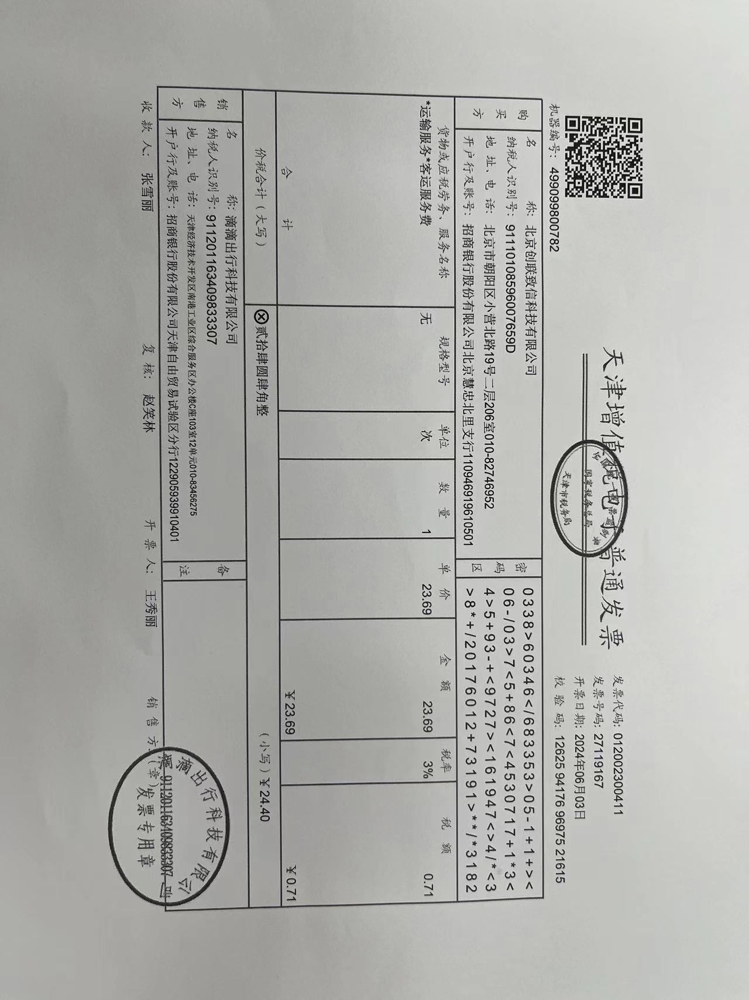 天津增值税电子普通发票
国家税务总局
天津市税务局
机器编号: 499099800782
发票代码: 012002300411
发票号码: 27119167
开票日期: 2024年06月03日
校验码: 12625 94176 96975 21615
购买方
名称: 北京创联致信科技有限公司
纳税人识别号: 91110108596007659D
地址、电话: 北京市朝阳区小营北路19号二层206室010-82746952
开户行及账号: 招商银行股份有限公司北京慧忠北里支行110946919610501
密码区
0338>60346</683353>05-1+1+><
06-/03>7<5+86<7<4530717+1*3<
4>5+93-+<9727><161947<>4/*<3
>8*+/20176012+73191>**/*3182
货物或应税劳务、服务名称 规格型号 单位 数量 单价 金额 税率 税额
*运输服务*客运服务费 无 次 1 23.69 23.69 3% 0.71
合计 ¥23.69 ¥0.71
价税合计（大写） ⊗贰拾肆圆肆角整 （小写）¥24.40
销售方
名称: 滴滴出行科技有限公司
纳税人识别号: 911201163409833307
地址、电话: 天津经济技术开发区南港工业区综合服务区办公楼C座103室12单元010-83456275
开户行及账号: 招商银行股份有限公司天津自由贸易试验区分行122905939910401
备注
收款人: 张雪丽 复核: 赵笑林 开票人: 王秀丽 销售方:（章）
滴滴出行科技有限公司
911201163409833307
发票专用章